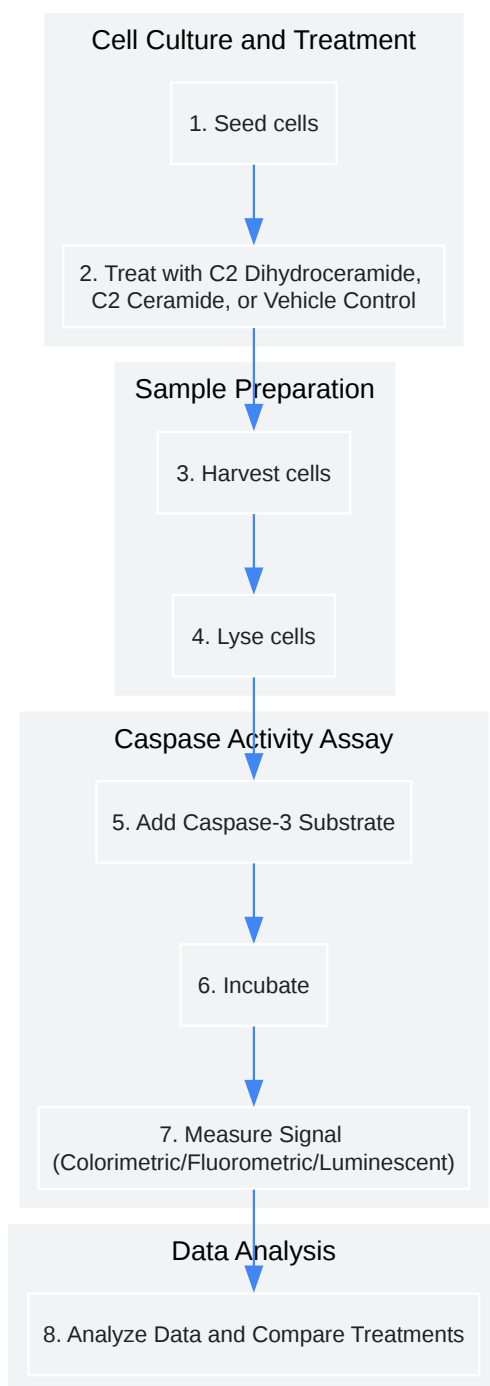 Cell Culture and Treatment
1. Seed cells
2. Treat with C2 Dihydroceramide,
C2 Ceramide, or Vehicle Control
Sample Preparation
3. Harvest cells
4. Lyse cells
Caspase Activity Assay
5. Add Caspase-3 Substrate
6. Incubate
7. Measure Signal
(Colorimetric/Fluorometric/Luminescent)
Data Analysis
8. Analyze Data and Compare Treatments